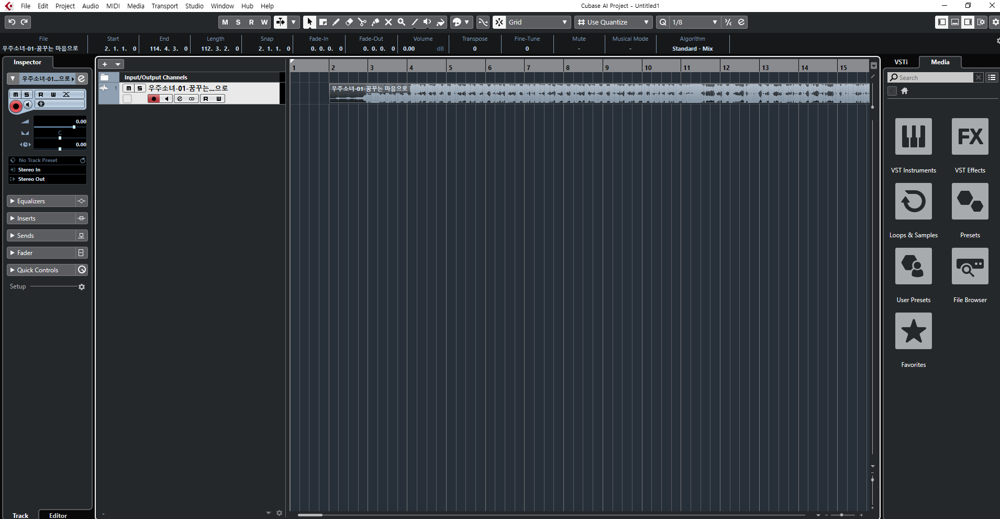 File Edit Project Audio MIDI Media Transport Studio Window Hub Help
Cubase AI Project - Untitled1
M S R W
Grid
Use Quantize
Q 1/8
File Start End Length Snap Fade-In Fade-Out Volume Transpose Fine-Tune Mute Musical Mode Algorithm
우주소녀-01-꿈꾸는 마음으로 2. 1. 1. 0 114. 4. 3. 0 112. 3. 2. 0 2. 1. 1. 0 0. 0. 0. 0 0. 0. 0. 0 0.00 dB 0 0 - - Standard - Mix
Inspector
우주소녀-01...으로
m S R W
0.00
C
0.00
No Track Preset
Stereo In
Stereo Out
Equalizers
Inserts
Sends
Fader
Quick Controls
Setup
Track Editor
+
Input/Output Channels
1 m S 우주소녀-01-꿈꾸는...으로
e R W
1 2 3 4 5 6 7 8 9 10 11 12 13 14 15
우주소녀-01-꿈꾸는 마음으로
VSTi Media
Search
FX
VST Instruments VST Effects
Loops & Samples Presets
User Presets File Browser
Favorites